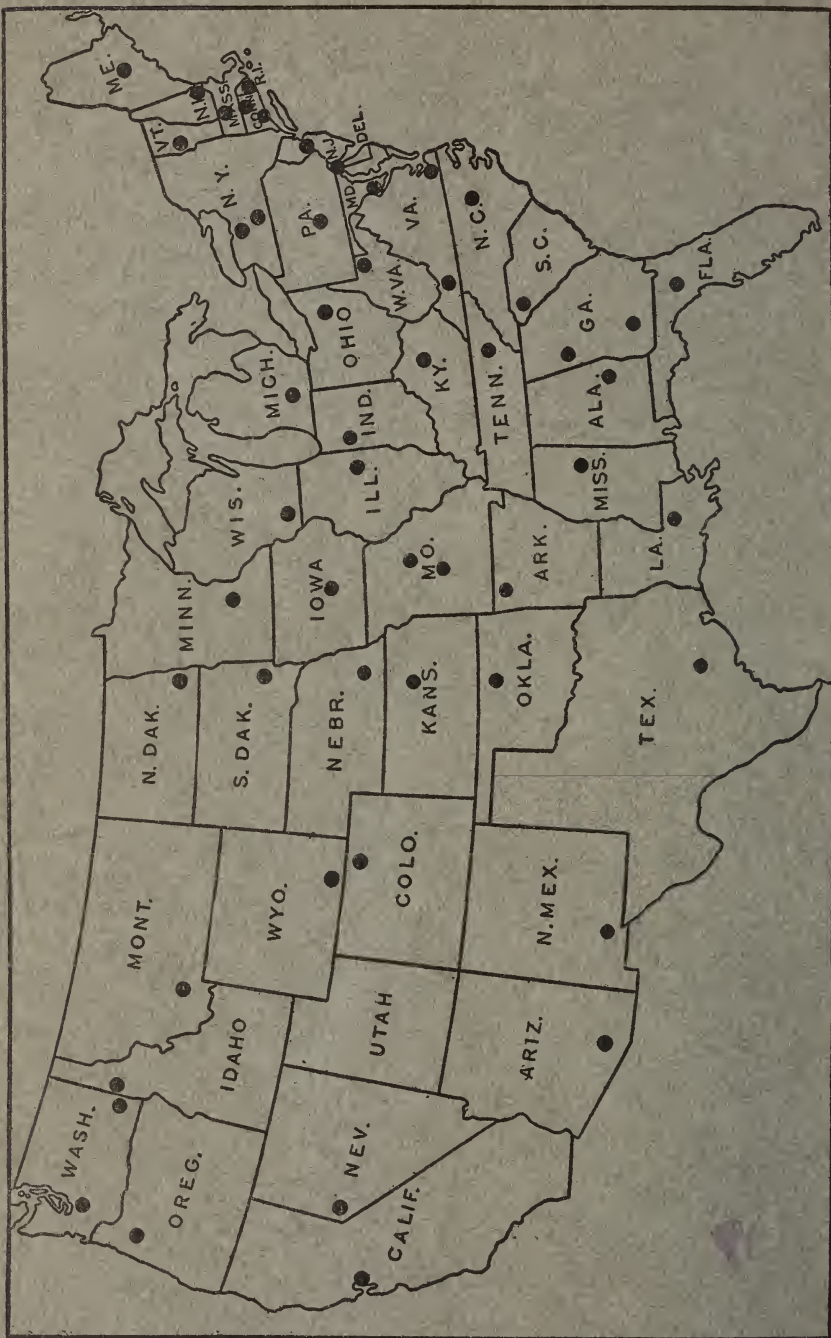 WASH.
OREG.
CALIF.
NEV.
IDAHO
MONT.
WYO.
UTAH
ARIZ.
COLO.
N.MEX.
N. DAK.
S. DAK.
NEBR.
KANS.
OKLA.
TEX.
MINN.
IOWA
MO.
ARK.
LA.
WIS.
ILL.
MICH.
IND.
OHIO
KY.
TENN.
MISS.
ALA.
GA.
FLA.
S.C.
N.C.
VA.
W.VA.
MD.
DEL.
PA.
N.J.
N.Y.
VT.
N.H.
MASS.
CONN.
R.I.
ME.